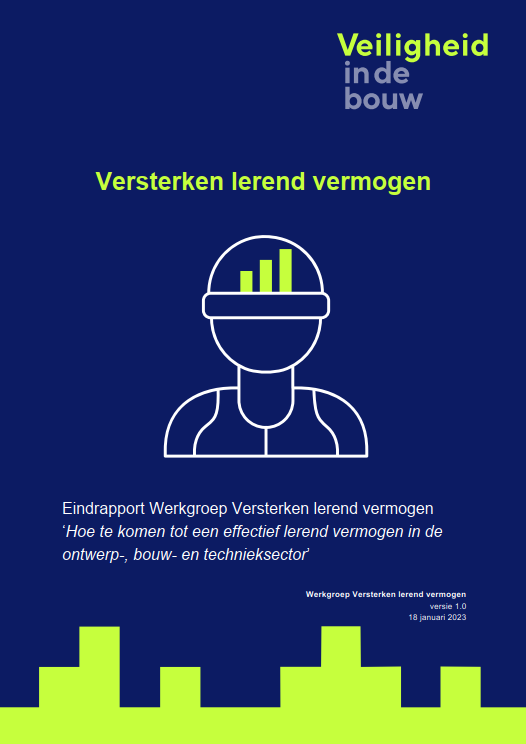 Veiligheid
in de
bouw
Versterken lerend vermogen
Eindrapport Werkgroep Versterken lerend vermogen
‘Hoe te komen tot een effectief lerend vermogen in de
ontwerp-, bouw- en technieksector’
Werkgroep Versterken lerend vermogen
versie 1.0
18 januari 2023